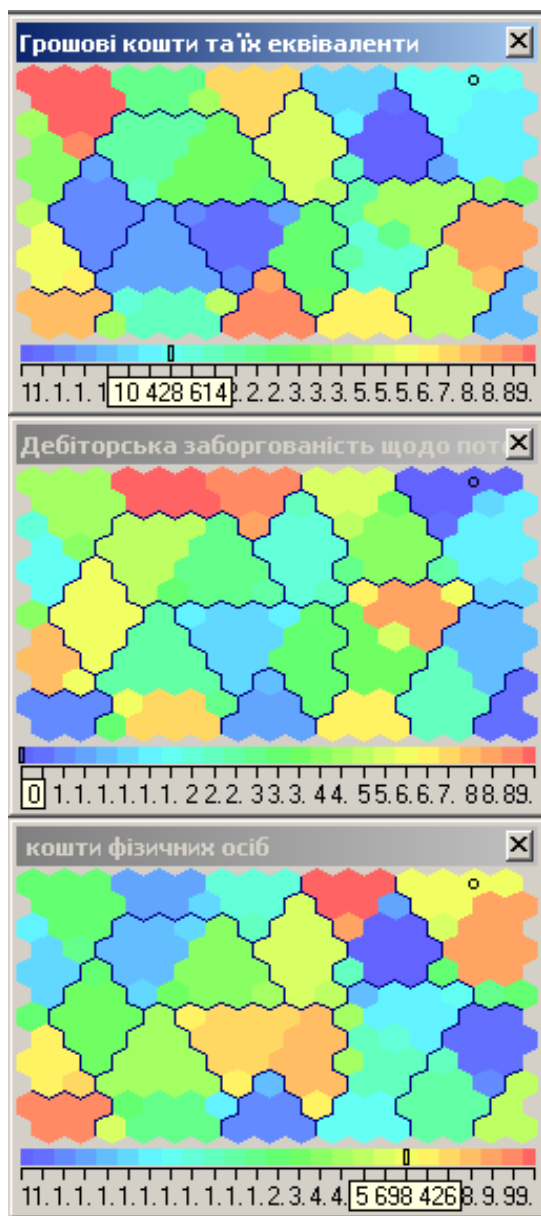 Грошові кошти та їх еквіваленти
11. 1. 1. 1 10 428 614 2. 2. 2. 3. 3. 3. 5. 5. 5. 6. 7. 8. 8. 89.
Дебіторська заборгованість щодо пот
0 1. 1. 1. 1. 1. 1. 2 2. 2. 3 3. 3. 4 4. 5 5. 6. 6. 7. 8 8. 89.
кошти фізичних осіб
11. 1. 1. 1. 1. 1. 1. 1. 1. 1. 1. 2. 3. 4. 4. 5 698 426 8. 9. 99.